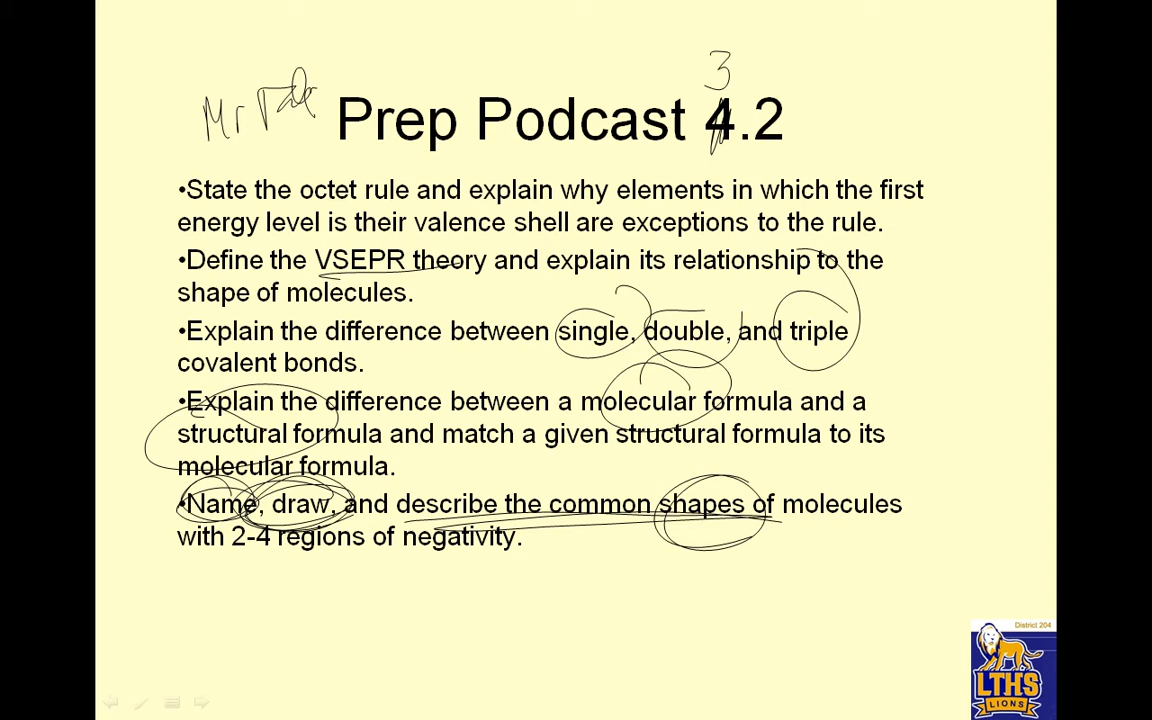 3
Mr
Prep Podcast 4.2
•State the octet rule and explain why elements in which the first
energy level is their valence shell are exceptions to the rule.
•Define the VSEPR theory and explain its relationship to the
shape of molecules.
•Explain the difference between single, double, and triple
covalent bonds.
•Explain the difference between a molecular formula and a
structural formula and match a given structural formula to its
molecular formula.
•Name, draw, and describe the common shapes of molecules
with 2-4 regions of negativity.
District 204
LTHS
LIONS